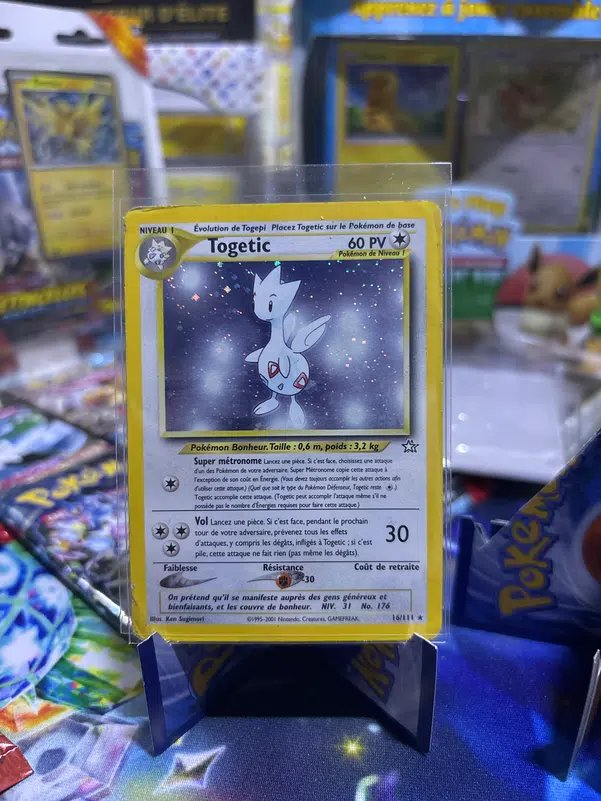 UR D'ÉLITE
Apprenez à jouer ensemble
NIVEAU 1
Évolution de Togepi Placez Togetic sur le Pokémon de base
Togetic
60 PV
Pokémon de Niveau 1
Pokémon Bonheur. Taille : 0,6 m, poids : 3,2 kg
Super métronome Lancez une pièce. Si c'est face, choisissez une attaque
d'un des Pokémon de votre adversaire. Super Métronome copie cette attaque à
l'exception de son coût en Énergie. (Vous devez toujours accomplir les autres actions afin
d'utiliser cette attaque.) (Quel que soit le type du Pokémon Défenseur, Togetic reste .)
Togetic accomplit cette attaque. (Togetic peut accomplir l'attaque même s'il ne
possède pas le nombre d'Énergies requises pour faire cette attaque.)
Vol Lancez une pièce. Si c'est face, pendant le prochain
tour de votre adversaire, prévenez tous les effets
d'attaques, y compris les dégâts, infligés à Togetic ; si c'est
pile, cette attaque ne fait rien (pas même les dégâts).
30
Faiblesse
Résistance
Coût de retraite
-30
On prétend qu'il se manifeste auprès des gens généreux et
bienfaisants, et les couvre de bonheur. NIV. 31 No. 176
Illus. Ken Sugimori
©1995-2001 Nintendo, Creatures, GAMEFREAK.
16/111
Pokémon